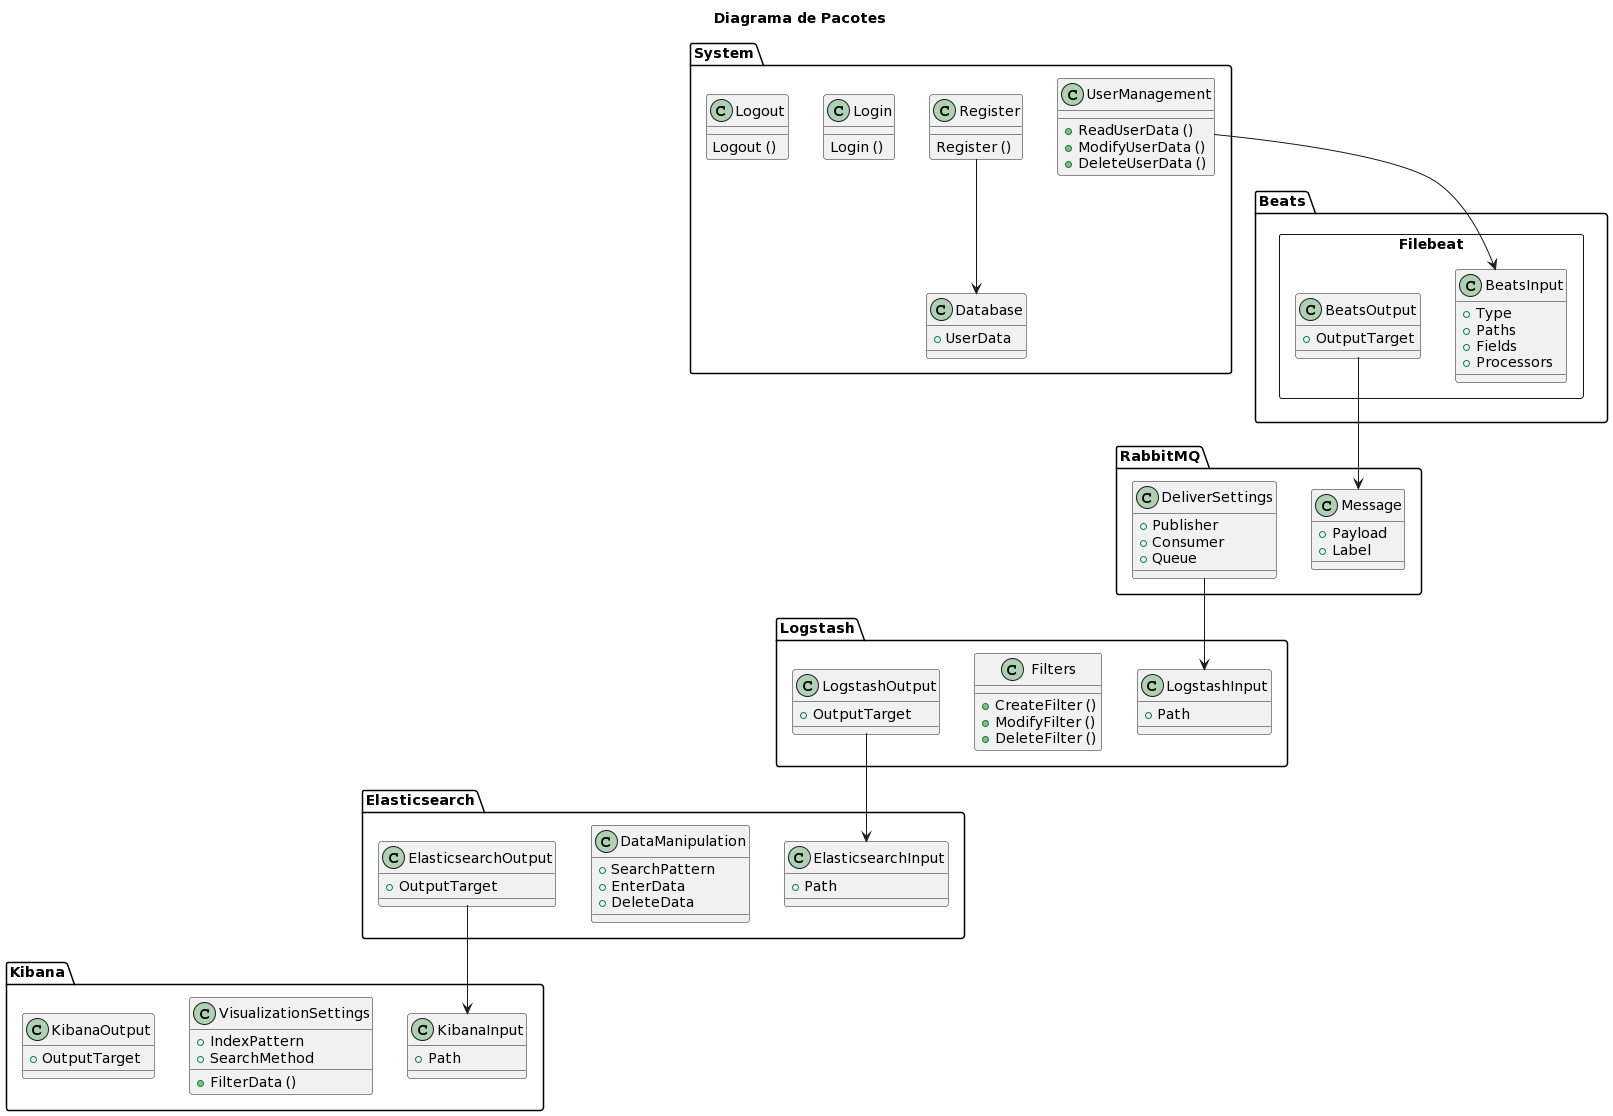 Diagrama de Pacotes
System
C Logout
Logout ()
C Login
Login ()
C Register
Register ()
C UserManagement
ReadUserData ()
ModifyUserData ()
DeleteUserData ()
C Database
UserData
Beats
Filebeat
C BeatsOutput
OutputTarget
C BeatsInput
Type
Paths
Fields
Processors
RabbitMQ
C DeliverSettings
Publisher
Consumer
Queue
C Message
Payload
Label
Logstash
C LogstashOutput
OutputTarget
C Filters
CreateFilter ()
ModifyFilter ()
DeleteFilter ()
C LogstashInput
Path
Elasticsearch
C ElasticsearchOutput
OutputTarget
C DataManipulation
SearchPattern
EnterData
DeleteData
C ElasticsearchInput
Path
Kibana
C KibanaOutput
OutputTarget
C VisualizationSettings
IndexPattern
SearchMethod
FilterData ()
C KibanaInput
Path